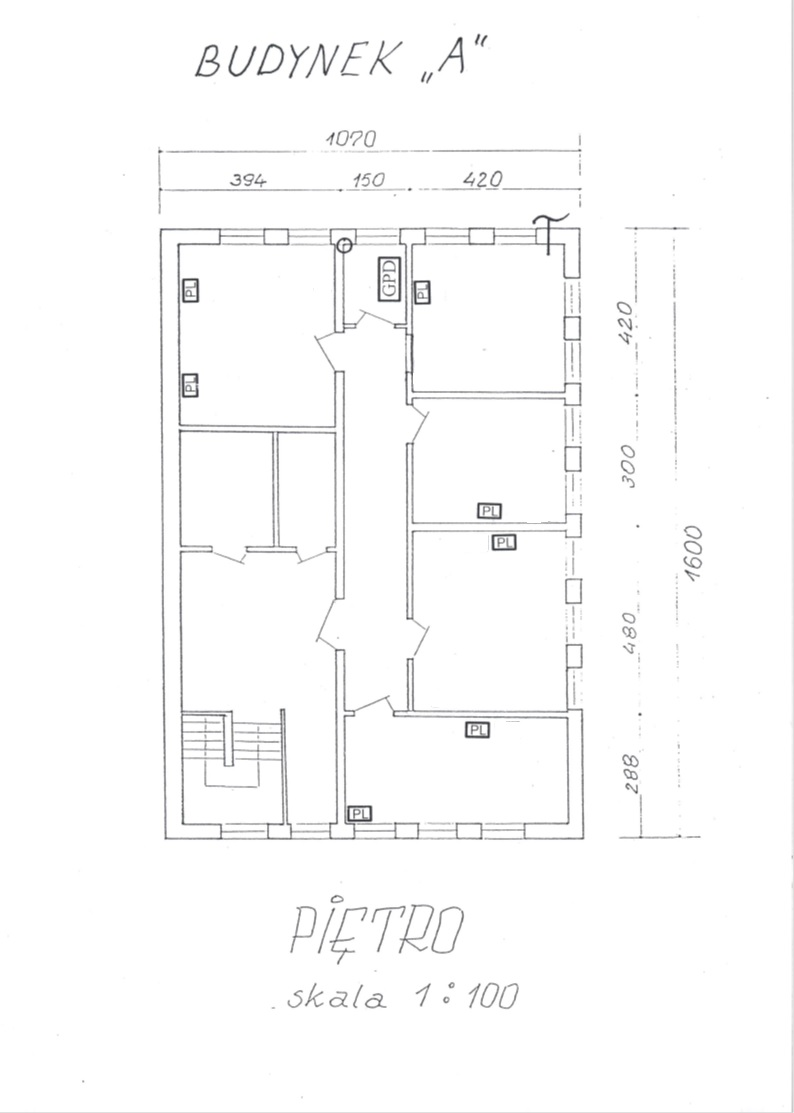 BUDYNEK „A”
1070
394 150 420
GPD
PL
PL
PL
420
PL
300
PL
1600
480
PL
288
PL
PIĘTRO
skala 1:100